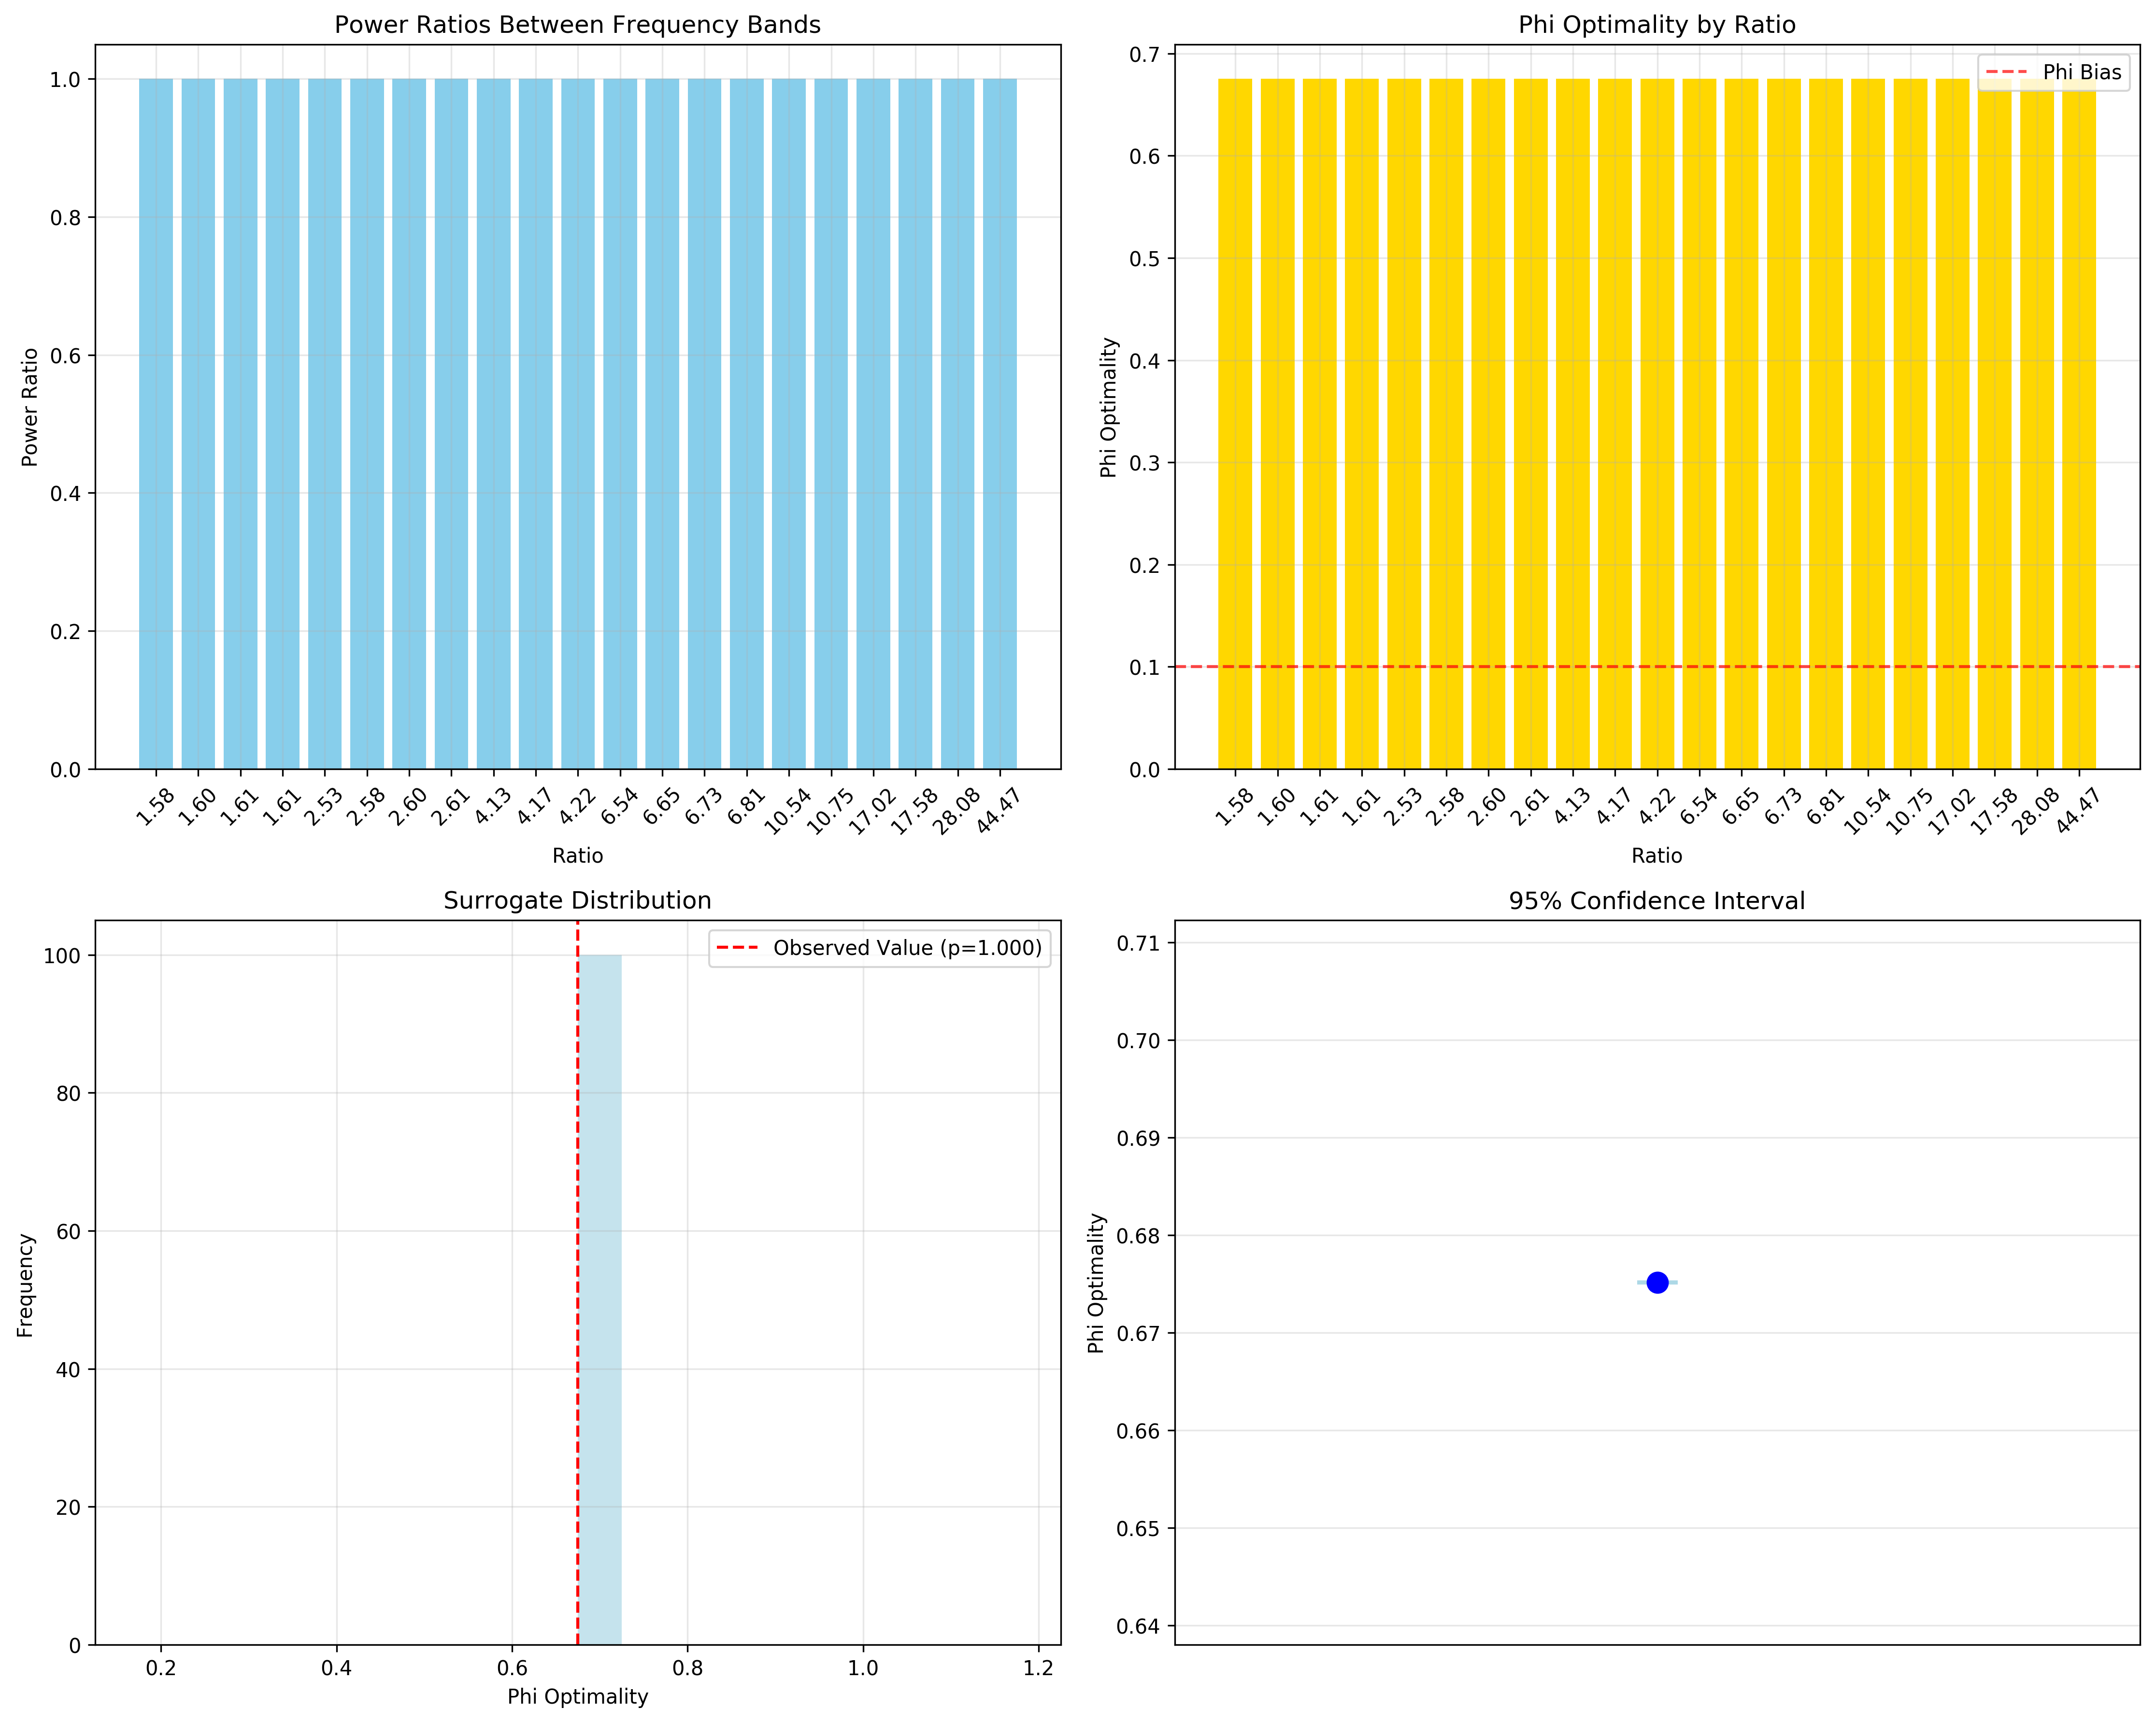 Power Ratios Between Frequency Bands
Power Ratio
1.0
0.8
0.6
0.4
0.2
0.0
1.58 1.60 1.61 1.61 2.53 2.58 2.60 2.61 4.13 4.17 4.22 6.54 6.65 6.73 6.81 10.54 10.75 17.02 17.58 28.08 44.47
Ratio
Phi Optimality by Ratio
Phi Bias
Phi Optimality
0.7
0.6
0.5
0.4
0.3
0.2
0.1
0.0
1.58 1.60 1.61 1.61 2.53 2.58 2.60 2.61 4.13 4.17 4.22 6.54 6.65 6.73 6.81 10.54 10.75 17.02 17.58 28.08 44.47
Ratio
Surrogate Distribution
Observed Value (p=1.000)
Frequency
100
80
60
40
20
0
0.2 0.4 0.6 0.8 1.0 1.2
Phi Optimality
95% Confidence Interval
Phi Optimality
0.71
0.70
0.69
0.68
0.67
0.66
0.65
0.64